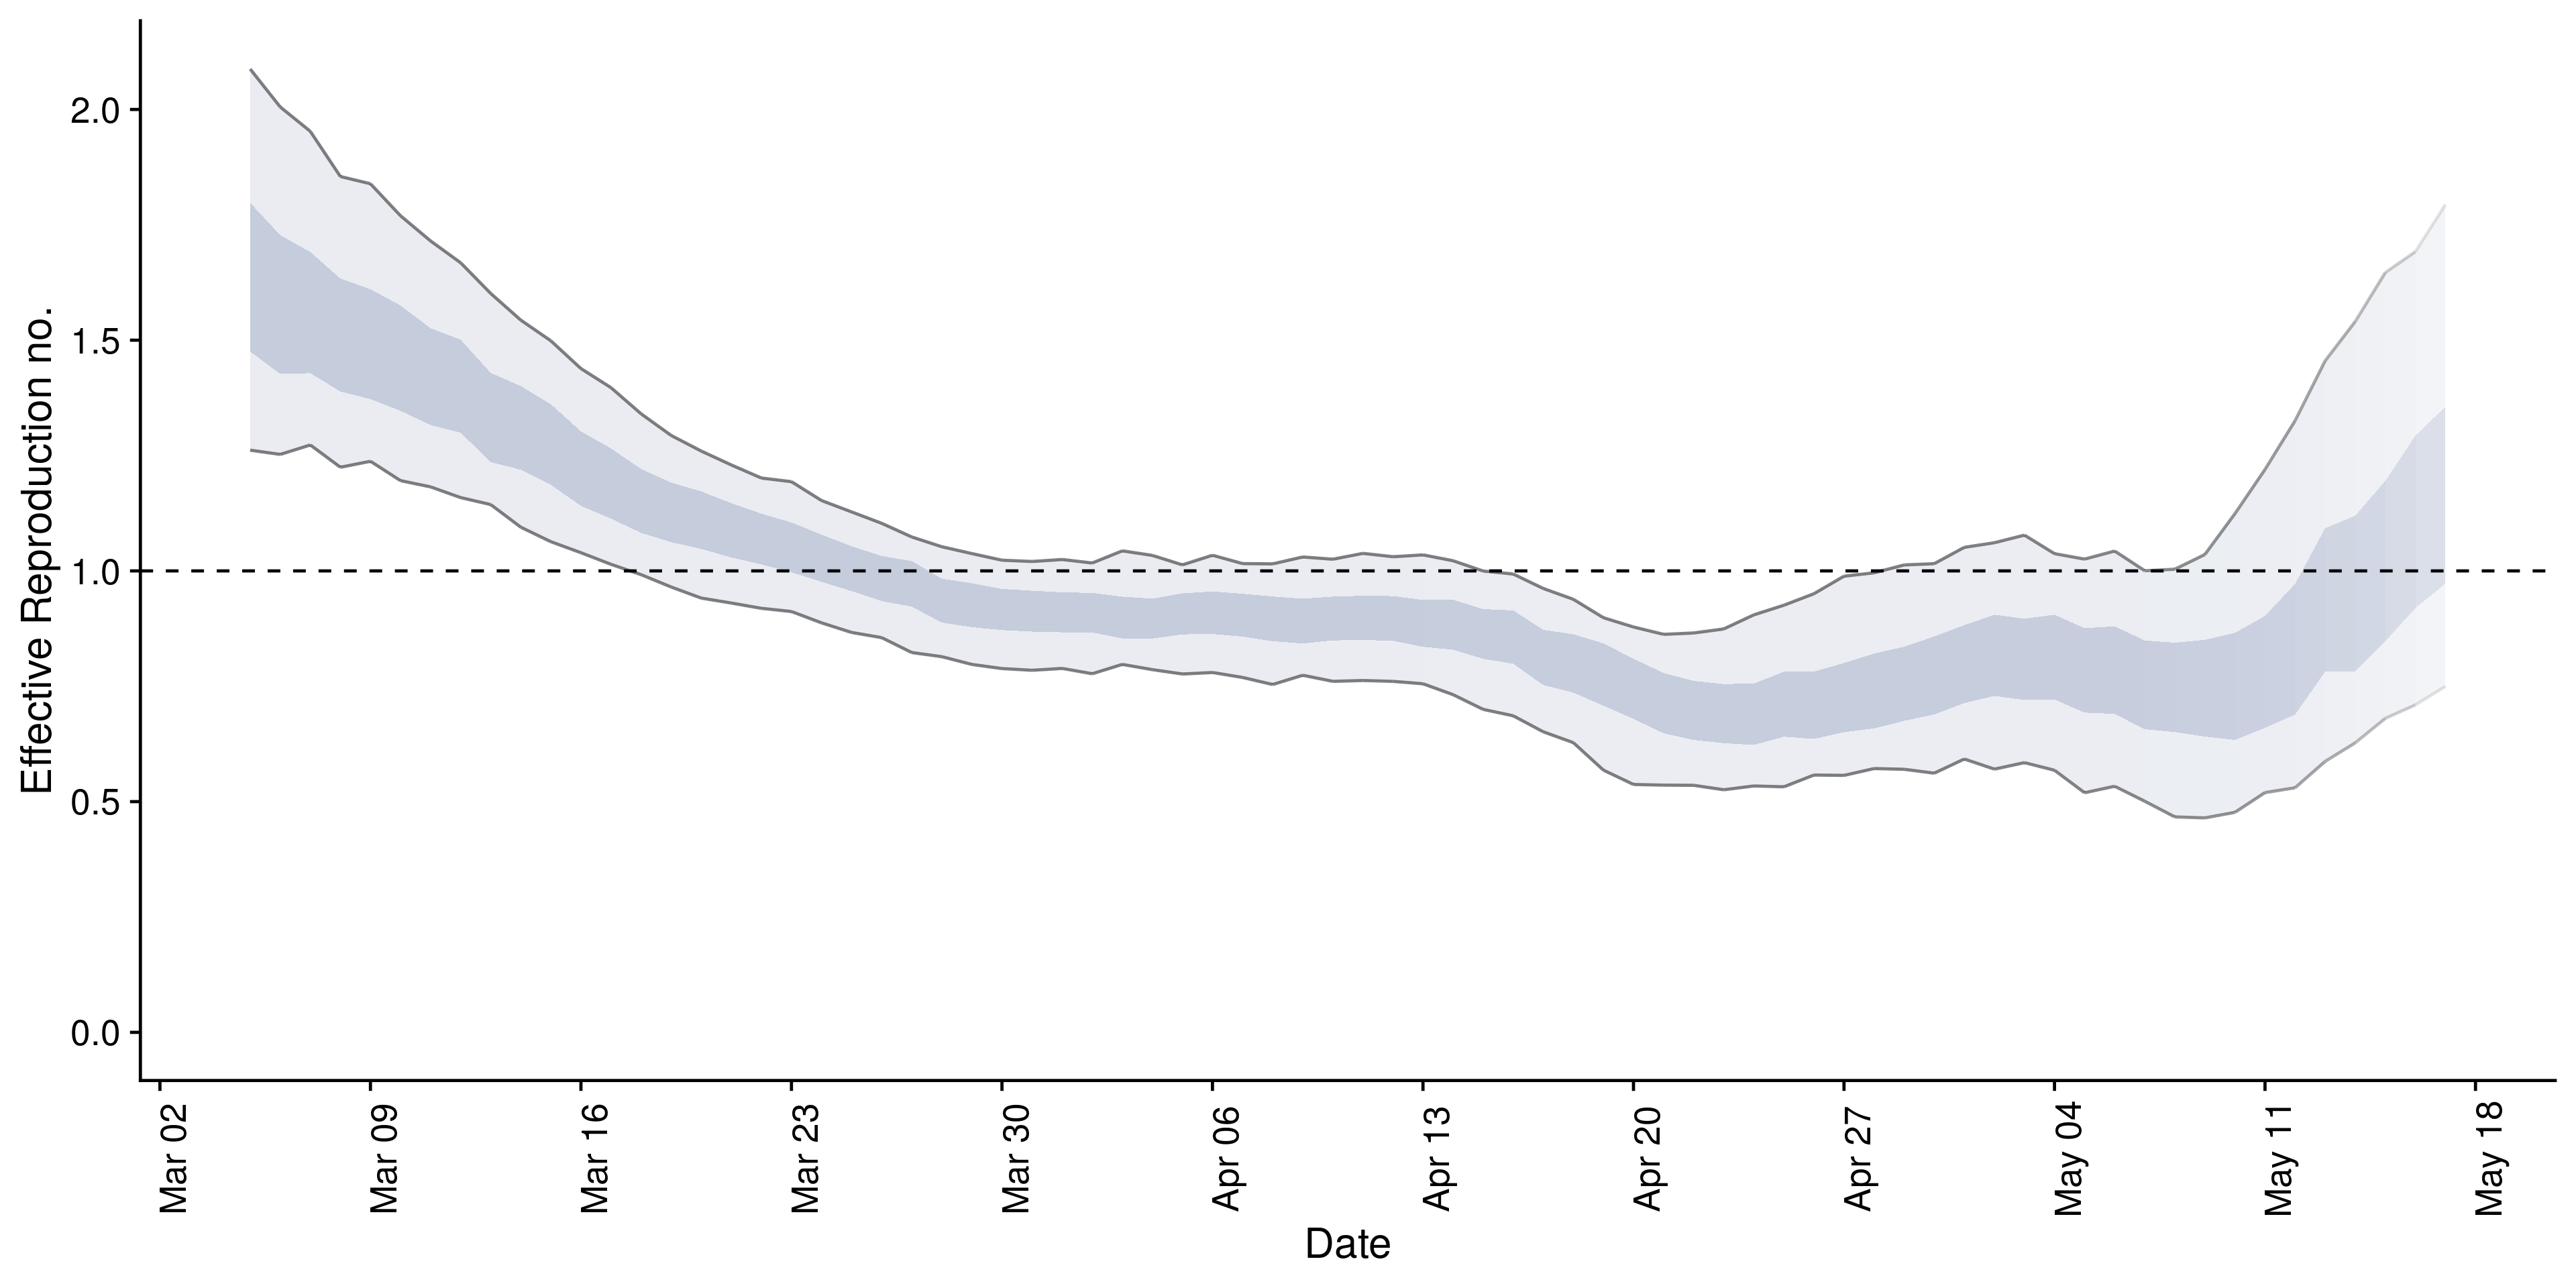 Effective Reproduction no.
2.0
1.5
1.0
0.5
0.0
Mar 02
Mar 09
Mar 16
Mar 23
Mar 30
Apr 06
Apr 13
Apr 20
Apr 27
May 04
May 11
May 18
Date